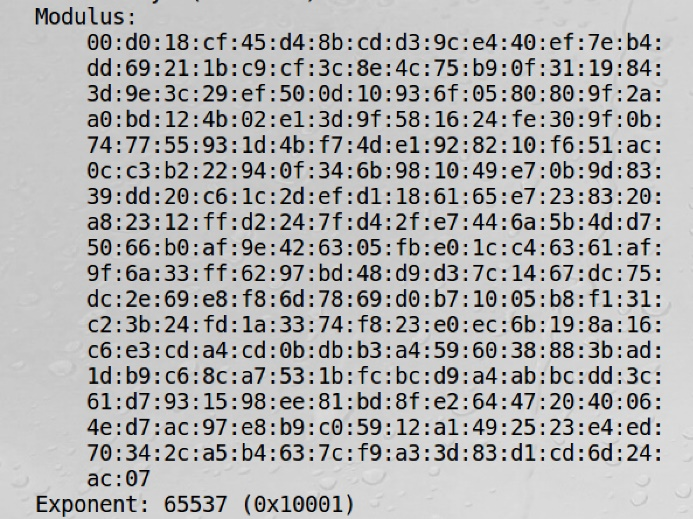 Modulus:
00:d0:18:cf:45:d4:8b:cd:d3:9c:e4:40:ef:7e:b4:
dd:69:21:1b:c9:cf:3c:8e:4c:75:b9:0f:31:19:84:
3d:9e:3c:29:ef:50:0d:10:93:6f:05:80:80:9f:2a:
a0:bd:12:4b:02:e1:3d:9f:58:16:24:fe:30:9f:0b:
74:77:55:93:1d:4b:f7:4d:e1:92:82:10:f6:51:ac:
0c:c3:b2:22:94:0f:34:6b:98:10:49:e7:0b:9d:83:
39:dd:20:c6:1c:2d:ef:d1:18:61:65:e7:23:83:20:
a8:23:12:ff:d2:24:7f:d4:2f:e7:44:6a:5b:4d:d7:
50:66:b0:af:9e:42:63:05:fb:e0:1c:c4:63:61:af:
9f:6a:33:ff:62:97:bd:48:d9:d3:7c:14:67:dc:75:
dc:2e:69:e8:f8:6d:78:69:d0:b7:10:05:b8:f1:31:
c2:3b:24:fd:1a:33:74:f8:23:e0:ec:6b:19:8a:16:
c6:e3:cd:a4:cd:0b:db:b3:a4:59:60:38:88:3b:ad:
1d:b9:c6:8c:a7:53:1b:fc:bc:d9:a4:ab:bc:dd:3c:
61:d7:93:15:98:ee:81:bd:8f:e2:64:47:20:40:06:
4e:d7:ac:97:e8:b9:c0:59:12:a1:49:25:23:e4:ed:
70:34:2c:a5:b4:63:7c:f9:a3:3d:83:d1:cd:6d:24:
ac:07
Exponent: 65537 (0x10001)